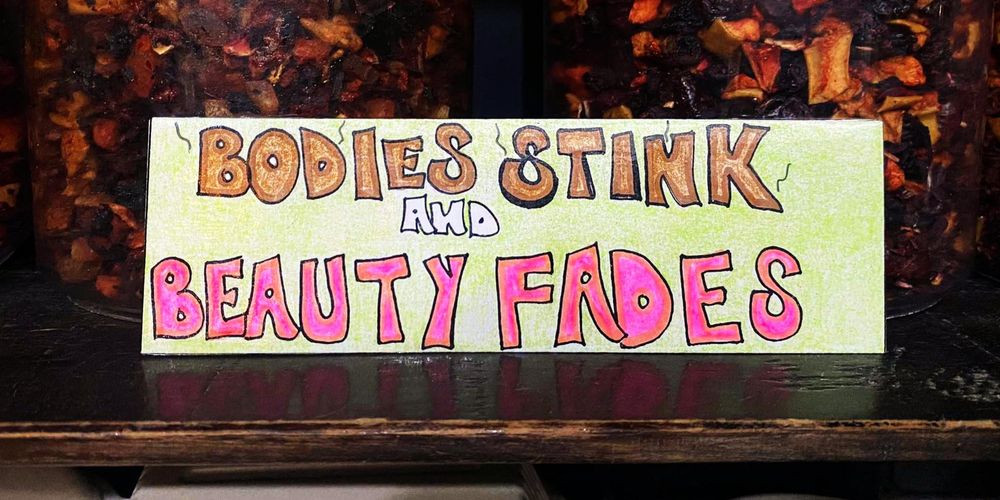 BODIES STINK
AND
BEAUTY FADES